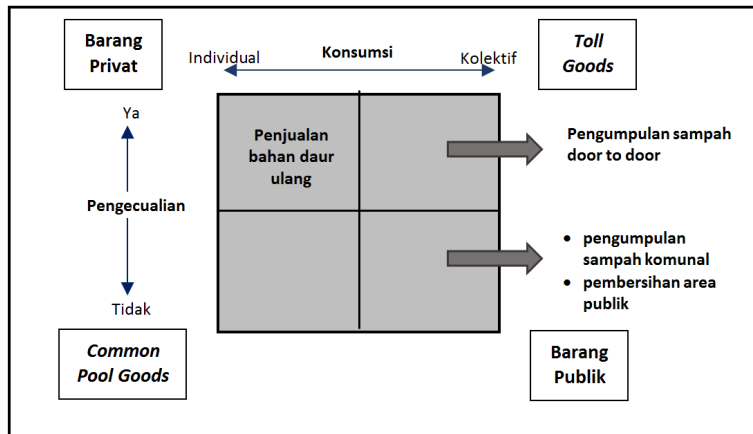 Barang
Privat
Individual
Konsumsi
Kolektif
Toll
Goods
Ya
Pengecualian
Tidak
Penjualan
bahan daur
ulang
Pengumpulan sampah
door to door
• pengumpulan
sampah komunal
• pembersihan area
publik
Common
Pool Goods
Barang
Publik